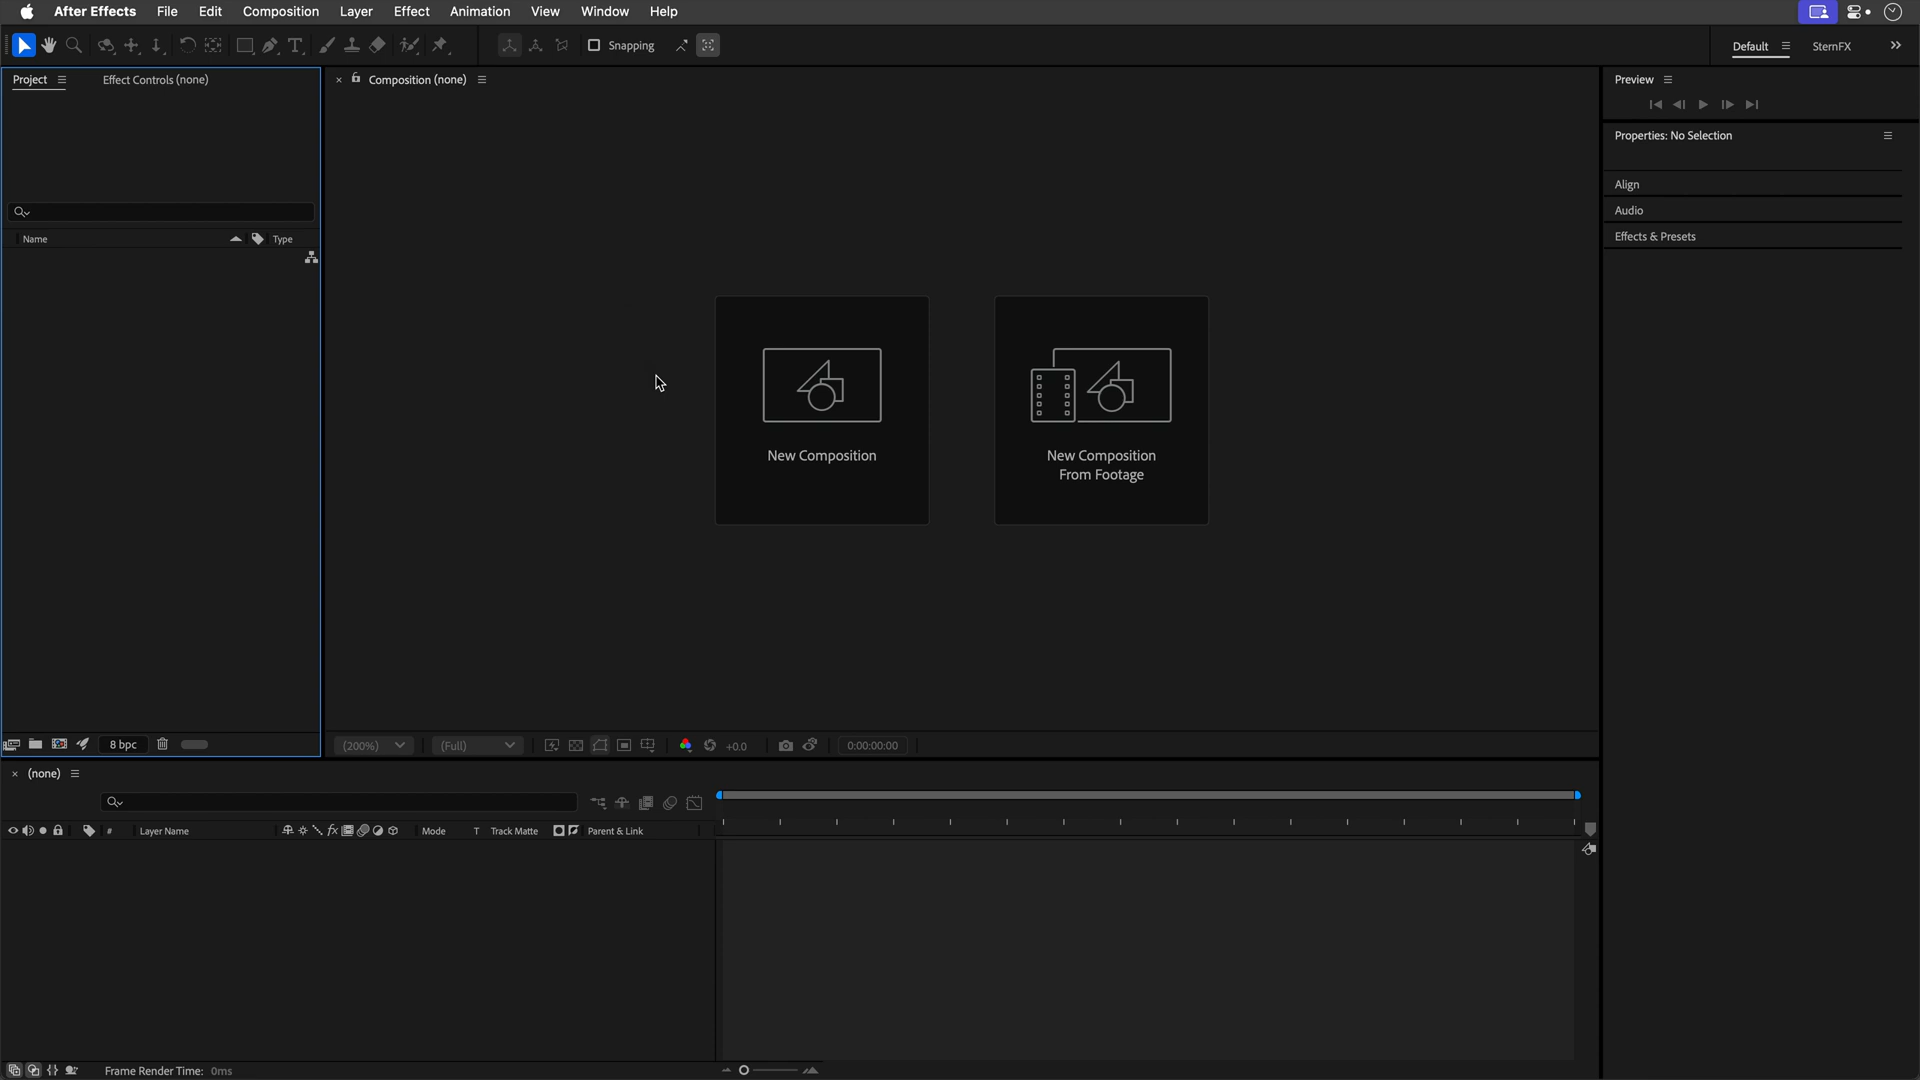 After Effects File Edit Composition Layer Effect Animation View Window Help
Snapping
Default SternFX
Project Effect Controls (none)
Composition (none)
Preview
Properties: No Selection
Align
Audio
Effects & Presets
Name Type
New Composition
New Composition
From Footage
8 bpc
(200%) (Full) +0.0 0:00:00:00
(none)
# Layer Name fx Mode T Track Matte Parent & Link
Frame Render Time: 0ms